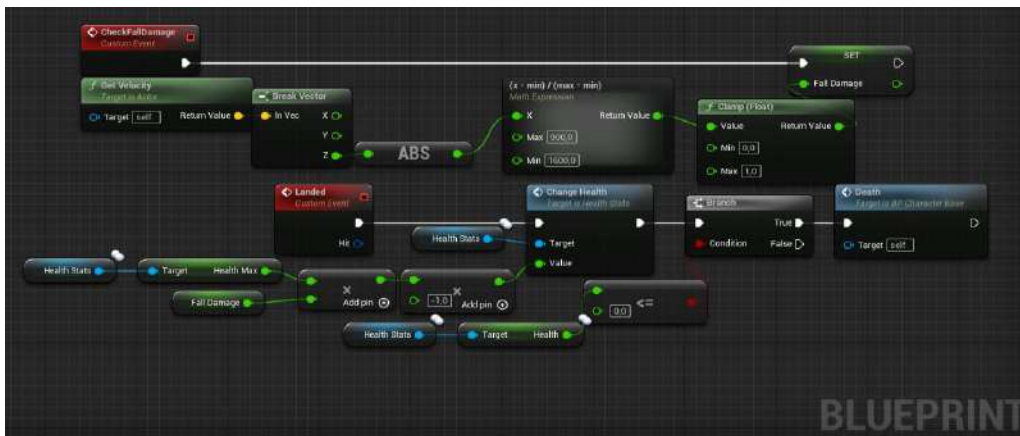 CheckFallDamage
Custom Event
SET
Fall Damage
f Get Velocity
Target is Actor
Target self Return Value
Break Vector
In Vec X
Y
Z
ABS
(x - min) / (max - min)
Math Expression
X Return Value
Max 900,0
Min 1600,0
f Clamp (Float)
Value Return Value
Min 0,0
Max 1,0
Landed
Custom Event
Hit
Health Stats
Change Health
Target is Health Stats
Target
Value
Branch
True
Condition False
Death
Target is BP Character Base
Target self
Health Stats
Target Health Max
Fall Damage
×
Add pin
×
-1,0 Add pin
Health Stats
Target Health
0,0 <=
BLUEPRINT